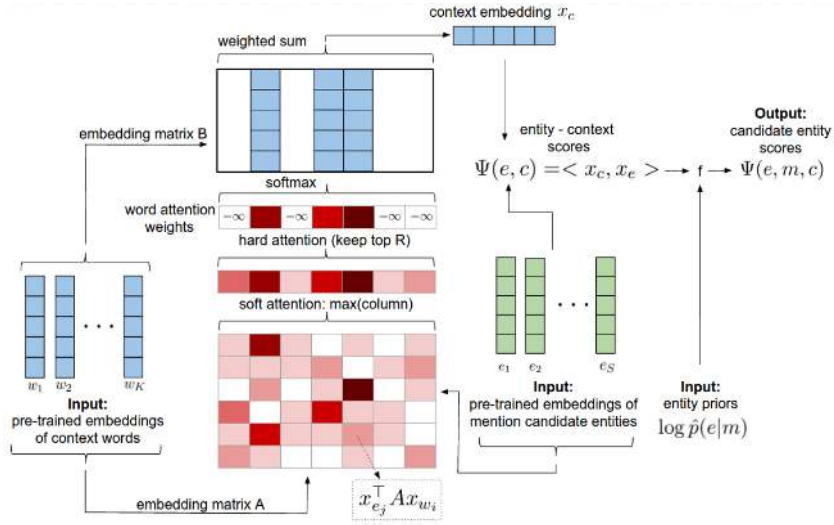 context embedding x_c
weighted sum
embedding matrix B
entity - context
scores
Ψ(e, c) =< x_c, x_e >
f
Output:
candidate entity
scores
Ψ(e, m, c)
softmax
word attention
weights
−∞ −∞ −∞ −∞
hard attention (keep top R)
soft attention: max(column)
w_1 w_2 · · · w_K
Input:
pre-trained embeddings
of context words
e_1 e_2 · · · e_S
Input:
pre-trained embeddings of
mention candidate entities
Input:
entity priors
log p̂(e|m)
embedding matrix A
x_{e_j}^⊤ A x_{w_i}